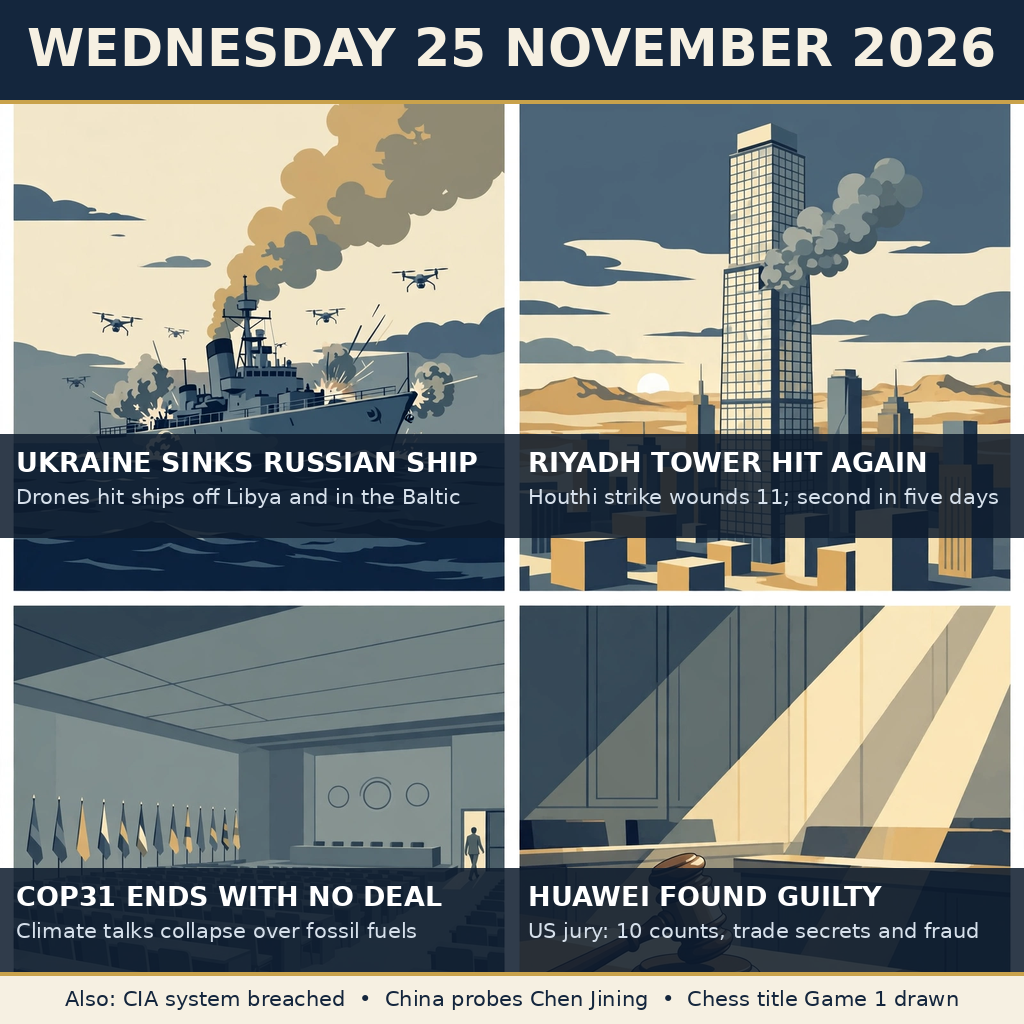 WEDNESDAY 25 NOVEMBER 2026
UKRAINE SINKS RUSSIAN SHIP
Drones hit ships off Libya and in the Baltic
RIYADH TOWER HIT AGAIN
Houthi strike wounds 11; second in five days
COP31 ENDS WITH NO DEAL
Climate talks collapse over fossil fuels
HUAWEI FOUND GUILTY
US jury: 10 counts, trade secrets and fraud
Also: CIA system breached • China probes Chen Jining • Chess title Game 1 drawn